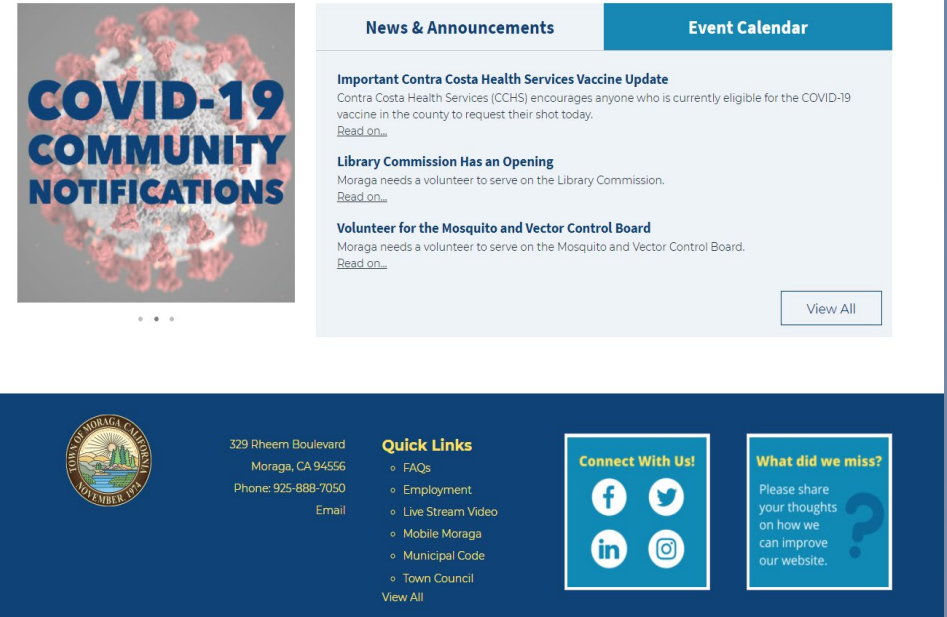 COVID-19
COMMUNITY
NOTIFICATIONS
News & Announcements
Event Calendar
Important Contra Costa Health Services Vaccine Update
Contra Costa Health Services (CCHS) encourages anyone who is currently eligible for the COVID-19
vaccine in the county to request their shot today.
Read on...
Library Commission Has an Opening
Moraga needs a volunteer to serve on the Library Commission.
Read on...
Volunteer for the Mosquito and Vector Control Board
Moraga needs a volunteer to serve on the Mosquito and Vector Control Board.
Read on...
View All
TOWN OF MORAGA CALIFORNIA
NOVEMBER 1974
329 Rheem Boulevard
Moraga, CA 94556
Phone: 925-888-7050
Email
Quick Links
FAQs
Employment
Live Stream Video
Mobile Moraga
Municipal Code
Town Council
View All
Connect With Us!
f
in
What did we miss?
Please share
your thoughts
on how we
can improve
our website.
?